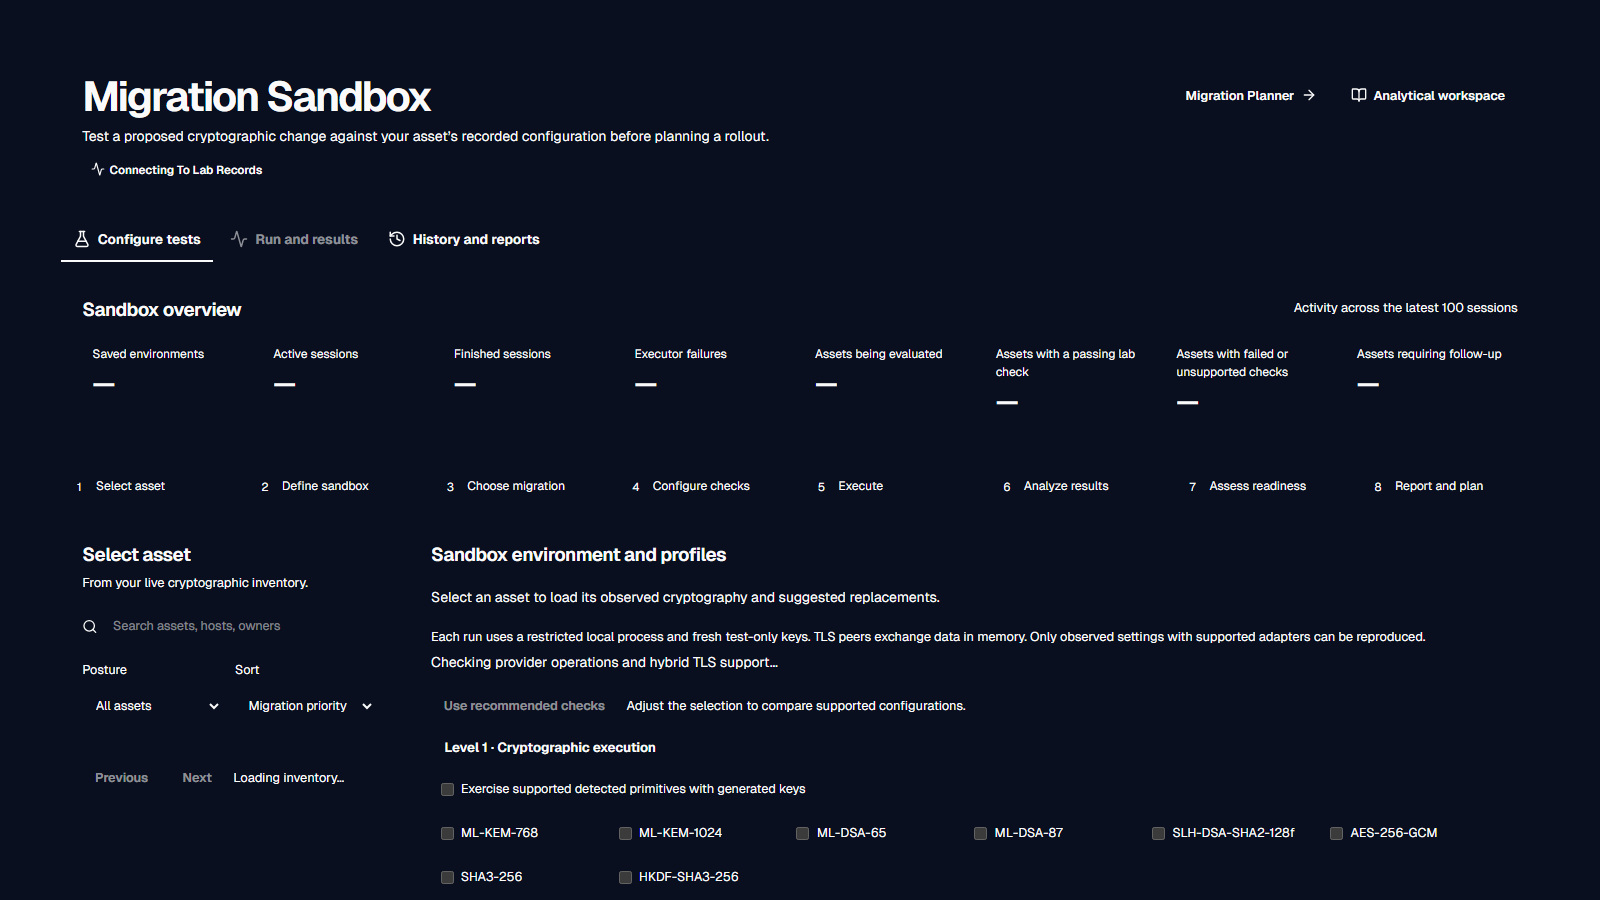 Migration Sandbox
Migration Planner
Analytical workspace
Test a proposed cryptographic change against your asset's recorded configuration before planning a rollout.
Connecting To Lab Records
Configure tests
Run and results
History and reports
Sandbox overview
Activity across the latest 100 sessions
Saved environments
—
Active sessions
—
Finished sessions
—
Executor failures
—
Assets being evaluated
—
Assets with a passing lab
check
—
Assets with failed or
unsupported checks
—
Assets requiring follow-up
—
1 Select asset
2 Define sandbox
3 Choose migration
4 Configure checks
5 Execute
6 Analyze results
7 Assess readiness
8 Report and plan
Select asset
From your live cryptographic inventory.
Search assets, hosts, owners
Posture
Sort
All assets
Migration priority
Previous
Next
Loading inventory…
Sandbox environment and profiles
Select an asset to load its observed cryptography and suggested replacements.
Each run uses a restricted local process and fresh test-only keys. TLS peers exchange data in memory. Only observed settings with supported adapters can be reproduced.
Checking provider operations and hybrid TLS support…
Use recommended checks
Adjust the selection to compare supported configurations.
Level 1 · Cryptographic execution
Exercise supported detected primitives with generated keys
ML-KEM-768
ML-KEM-1024
ML-DSA-65
ML-DSA-87
SLH-DSA-SHA2-128f
AES-256-GCM
SHA3-256
HKDF-SHA3-256